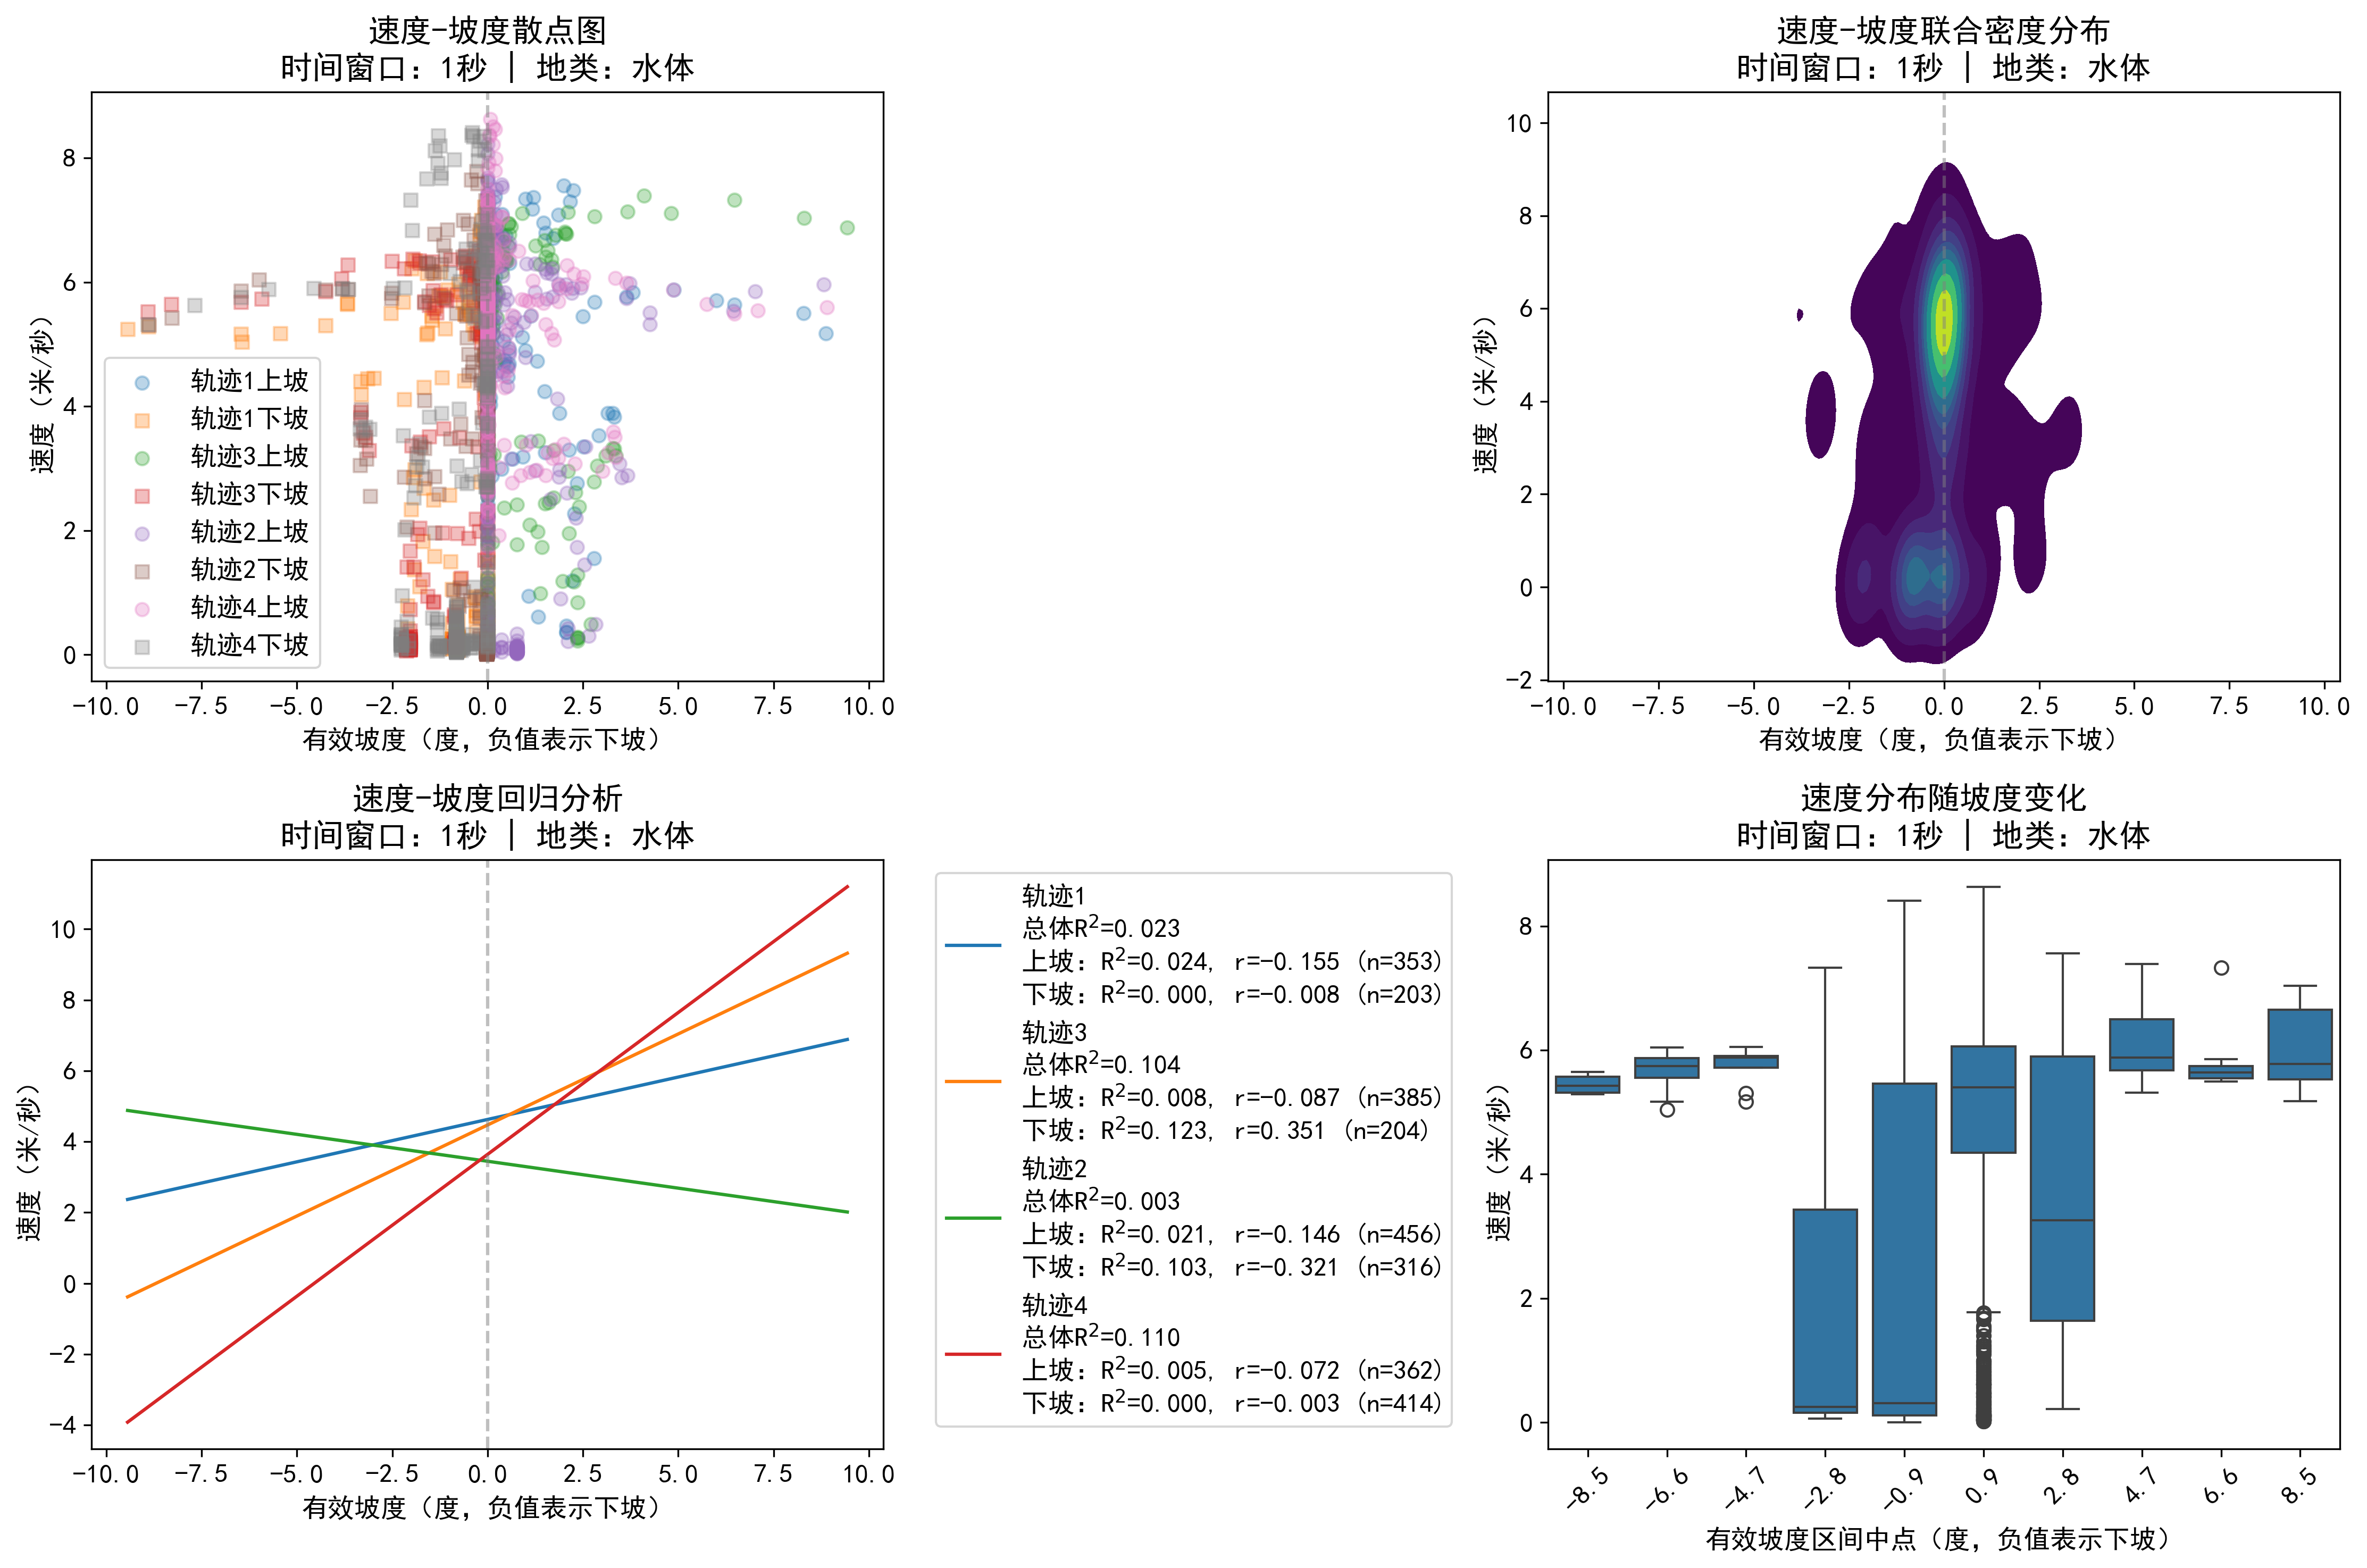 速度-坡度散点图
时间窗口：1秒 | 地类：水体
8
6
4
2
0
速度（米/秒）
轨迹1上坡
轨迹1下坡
轨迹3上坡
轨迹3下坡
轨迹2上坡
轨迹2下坡
轨迹4上坡
轨迹4下坡
−10.0 −7.5 −5.0 −2.5 0.0 2.5 5.0 7.5 10.0
有效坡度（度，负值表示下坡）
速度-坡度联合密度分布
时间窗口：1秒 | 地类：水体
10
8
6
4
2
0
−2
速度（米/秒）
−10.0 −7.5 −5.0 −2.5 0.0 2.5 5.0 7.5 10.0
有效坡度（度，负值表示下坡）
速度-坡度回归分析
时间窗口：1秒 | 地类：水体
10
8
6
4
2
0
−2
−4
速度（米/秒）
−10.0 −7.5 −5.0 −2.5 0.0 2.5 5.0 7.5 10.0
有效坡度（度，负值表示下坡）
轨迹1
总体R²=0.023
上坡：R²=0.024, r=−0.155 (n=353)
下坡：R²=0.000, r=−0.008 (n=203)
轨迹3
总体R²=0.104
上坡：R²=0.008, r=−0.087 (n=385)
下坡：R²=0.123, r=0.351 (n=204)
轨迹2
总体R²=0.003
上坡：R²=0.021, r=−0.146 (n=456)
下坡：R²=0.103, r=−0.321 (n=316)
轨迹4
总体R²=0.110
上坡：R²=0.005, r=−0.072 (n=362)
下坡：R²=0.000, r=−0.003 (n=414)
速度分布随坡度变化
时间窗口：1秒 | 地类：水体
8
6
4
2
0
速度（米/秒）
−8.5 −6.6 −4.7 −2.8 −0.9 0.9 2.8 4.7 6.6 8.5
有效坡度区间中点（度，负值表示下坡）